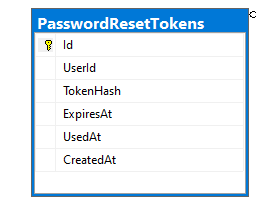 PasswordResetTokens
Id
UserId
TokenHash
ExpiresAt
UsedAt
CreatedAt